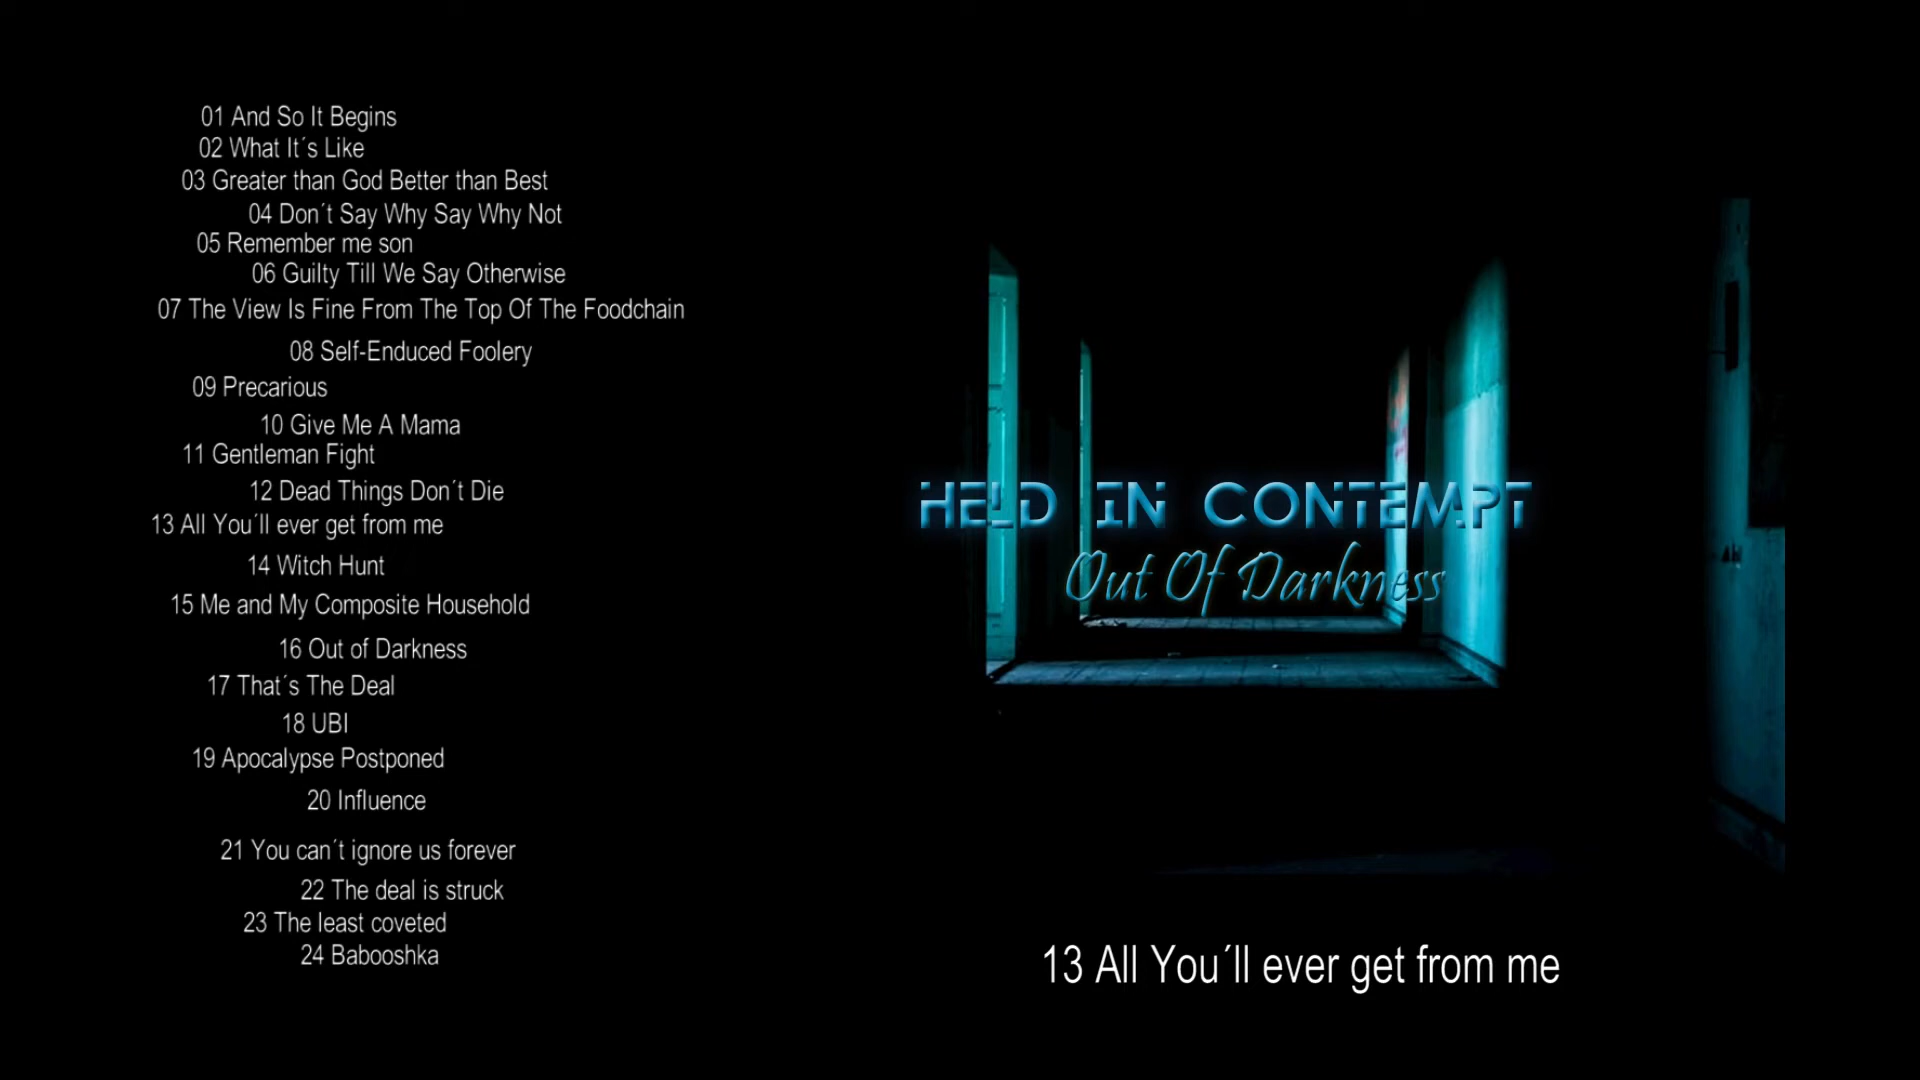 01 And So It Begins
02 What It´s Like
03 Greater than God Better than Best
04 Don´t Say Why Say Why Not
05 Remember me son
06 Guilty Till We Say Otherwise
07 The View Is Fine From The Top Of The Foodchain
08 Self-Enduced Foolery
09 Precarious
10 Give Me A Mama
11 Gentleman Fight
12 Dead Things Don´t Die
13 All You´ll ever get from me
14 Witch Hunt
15 Me and My Composite Household
16 Out of Darkness
17 That´s The Deal
18 UBI
19 Apocalypse Postponed
20 Influence
21 You can´t ignore us forever
22 The deal is struck
23 The least coveted
24 Babooshka
HELD IN CONTEMPT
Out Of Darkness
13 All You´ll ever get from me